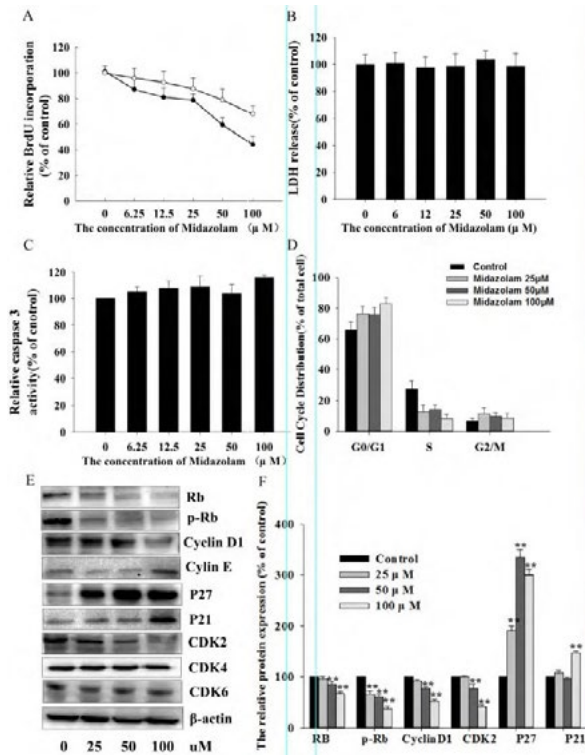 A
Relative BrdU incorporation
(% of control)
120
100
80
60
40
20
0
0 6.25 12.5 25 50 100
The concentration of Midazolam (μ M)
B
LDH release(% of control)
120
100
80
60
40
20
0
0 6 12 25 50 100
The concentration of Midazolam (μ M)
C
Relative caspase 3
activity(% of cnotrol)
120
100
80
60
40
20
0
0 6.25 12.5 25 50 100
The concentration of Midazolam (μ M)
D
Cell Cycle Distribution(% of total cell)
100
80
60
40
20
0
Control
Midazolam 25μM
Midazolam 50μM
Midazolam 100μM
G0/G1 S G2/M
E
Rb
p-Rb
Cyclin D1
Cylin E
P27
P21
CDK2
CDK4
CDK6
β-actin
0 25 50 100 uM
F
The relative protein expression (% of control)
400
300
200
100
0
Control
25 μ M
50 μ M
100 μ M
** ** ** ** ** ** ** ** ** ** ** ** ** **
RB p-Rb CyclinD1 CDK2 P27 P21